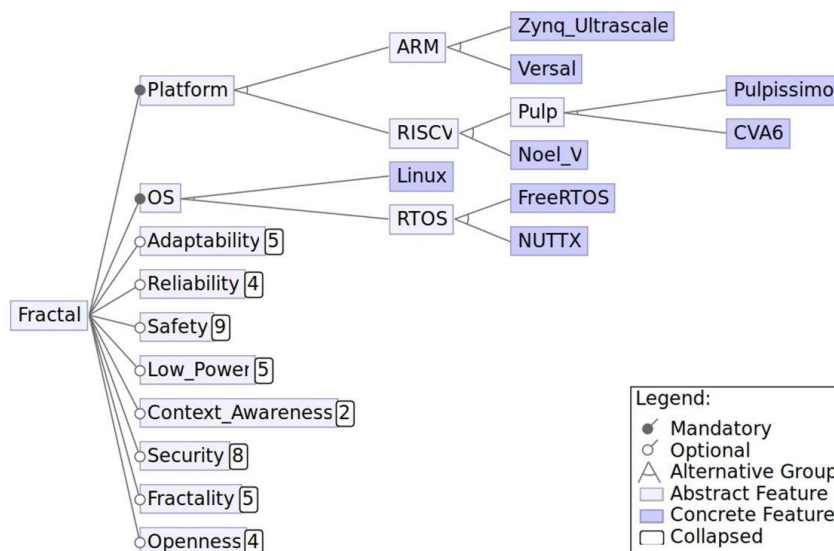 Zynq_Ultrascale
ARM
Versal
Platform
Pulpissimo
Pulp
RISCV
CVA6
Noel_V
Linux
OS
FreeRTOS
RTOS
Adaptability 5
NUTTX
Reliability 4
Fractal
Safety 9
Low_Power 5
Context_Awareness 2
Legend:
Mandatory
Security 8
Optional
Alternative Group
Fractality 5
Abstract Feature
Concrete Feature
Openness 4
Collapsed